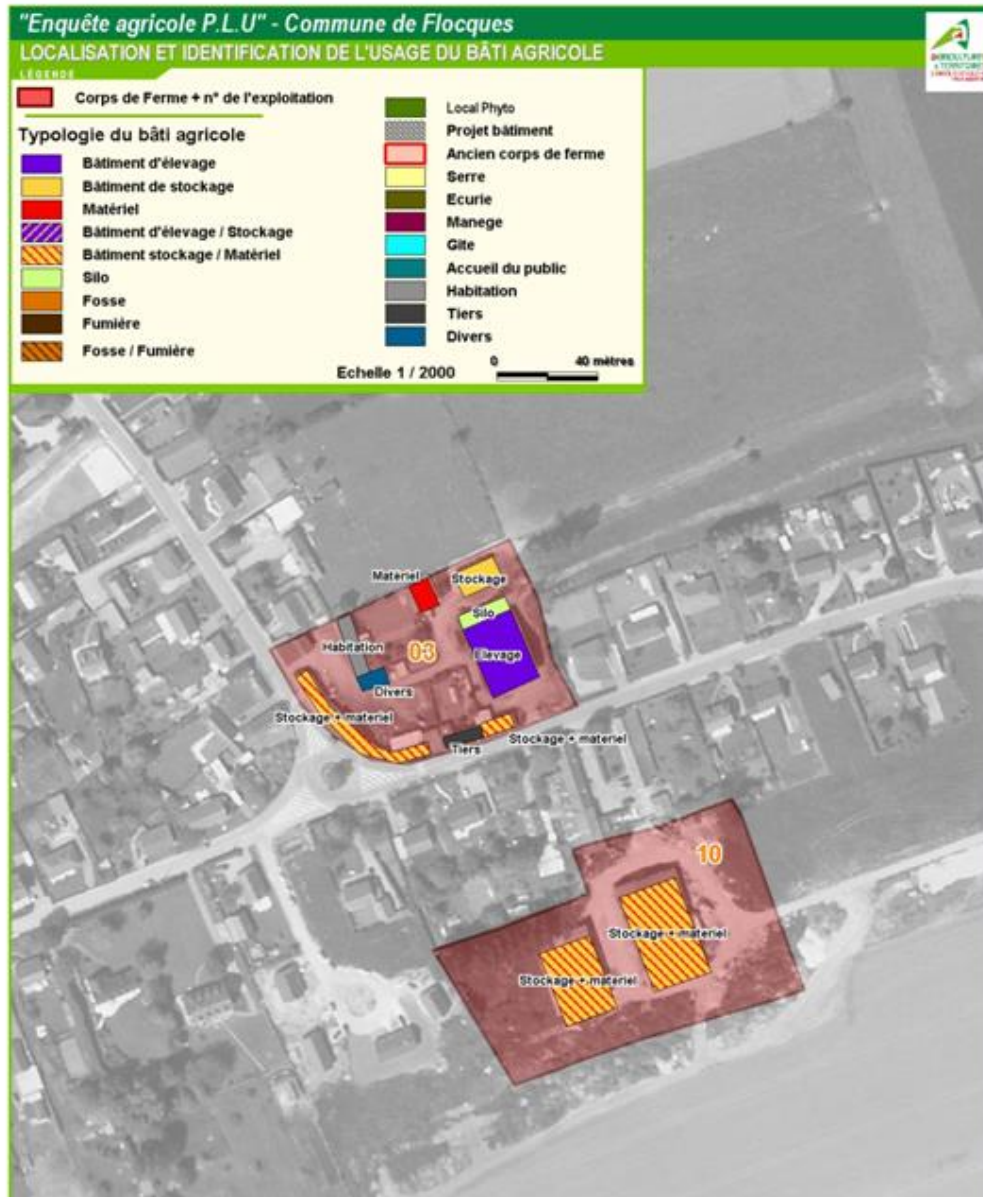 "Enquête agricole P.L.U" - Commune de Flocques
LOCALISATION ET IDENTIFICATION DE L'USAGE DU BÂTI AGRICOLE
LÉGENDE
Corps de Ferme + n° de l'exploitation
Typologie du bâti agricole
Bâtiment d'élevage
Bâtiment de stockage
Matériel
Bâtiment d'élevage / Stockage
Bâtiment stockage / Matériel
Silo
Fosse
Fumière
Fosse / Fumière
Local Phyto
Projet bâtiment
Ancien corps de ferme
Serre
Ecurie
Manege
Gîte
Accueil du public
Habitation
Tiers
Divers
Echelle 1 / 2000
0 40 mètres
AGRICULTURES
& TERRITOIRES
Matériel
Stockage
Silo
Habitation
03
Elevage
Divers
Stockage + materiel
Tiers
Stockage + materiel
10
Stockage + materiel
Stockage + materiel